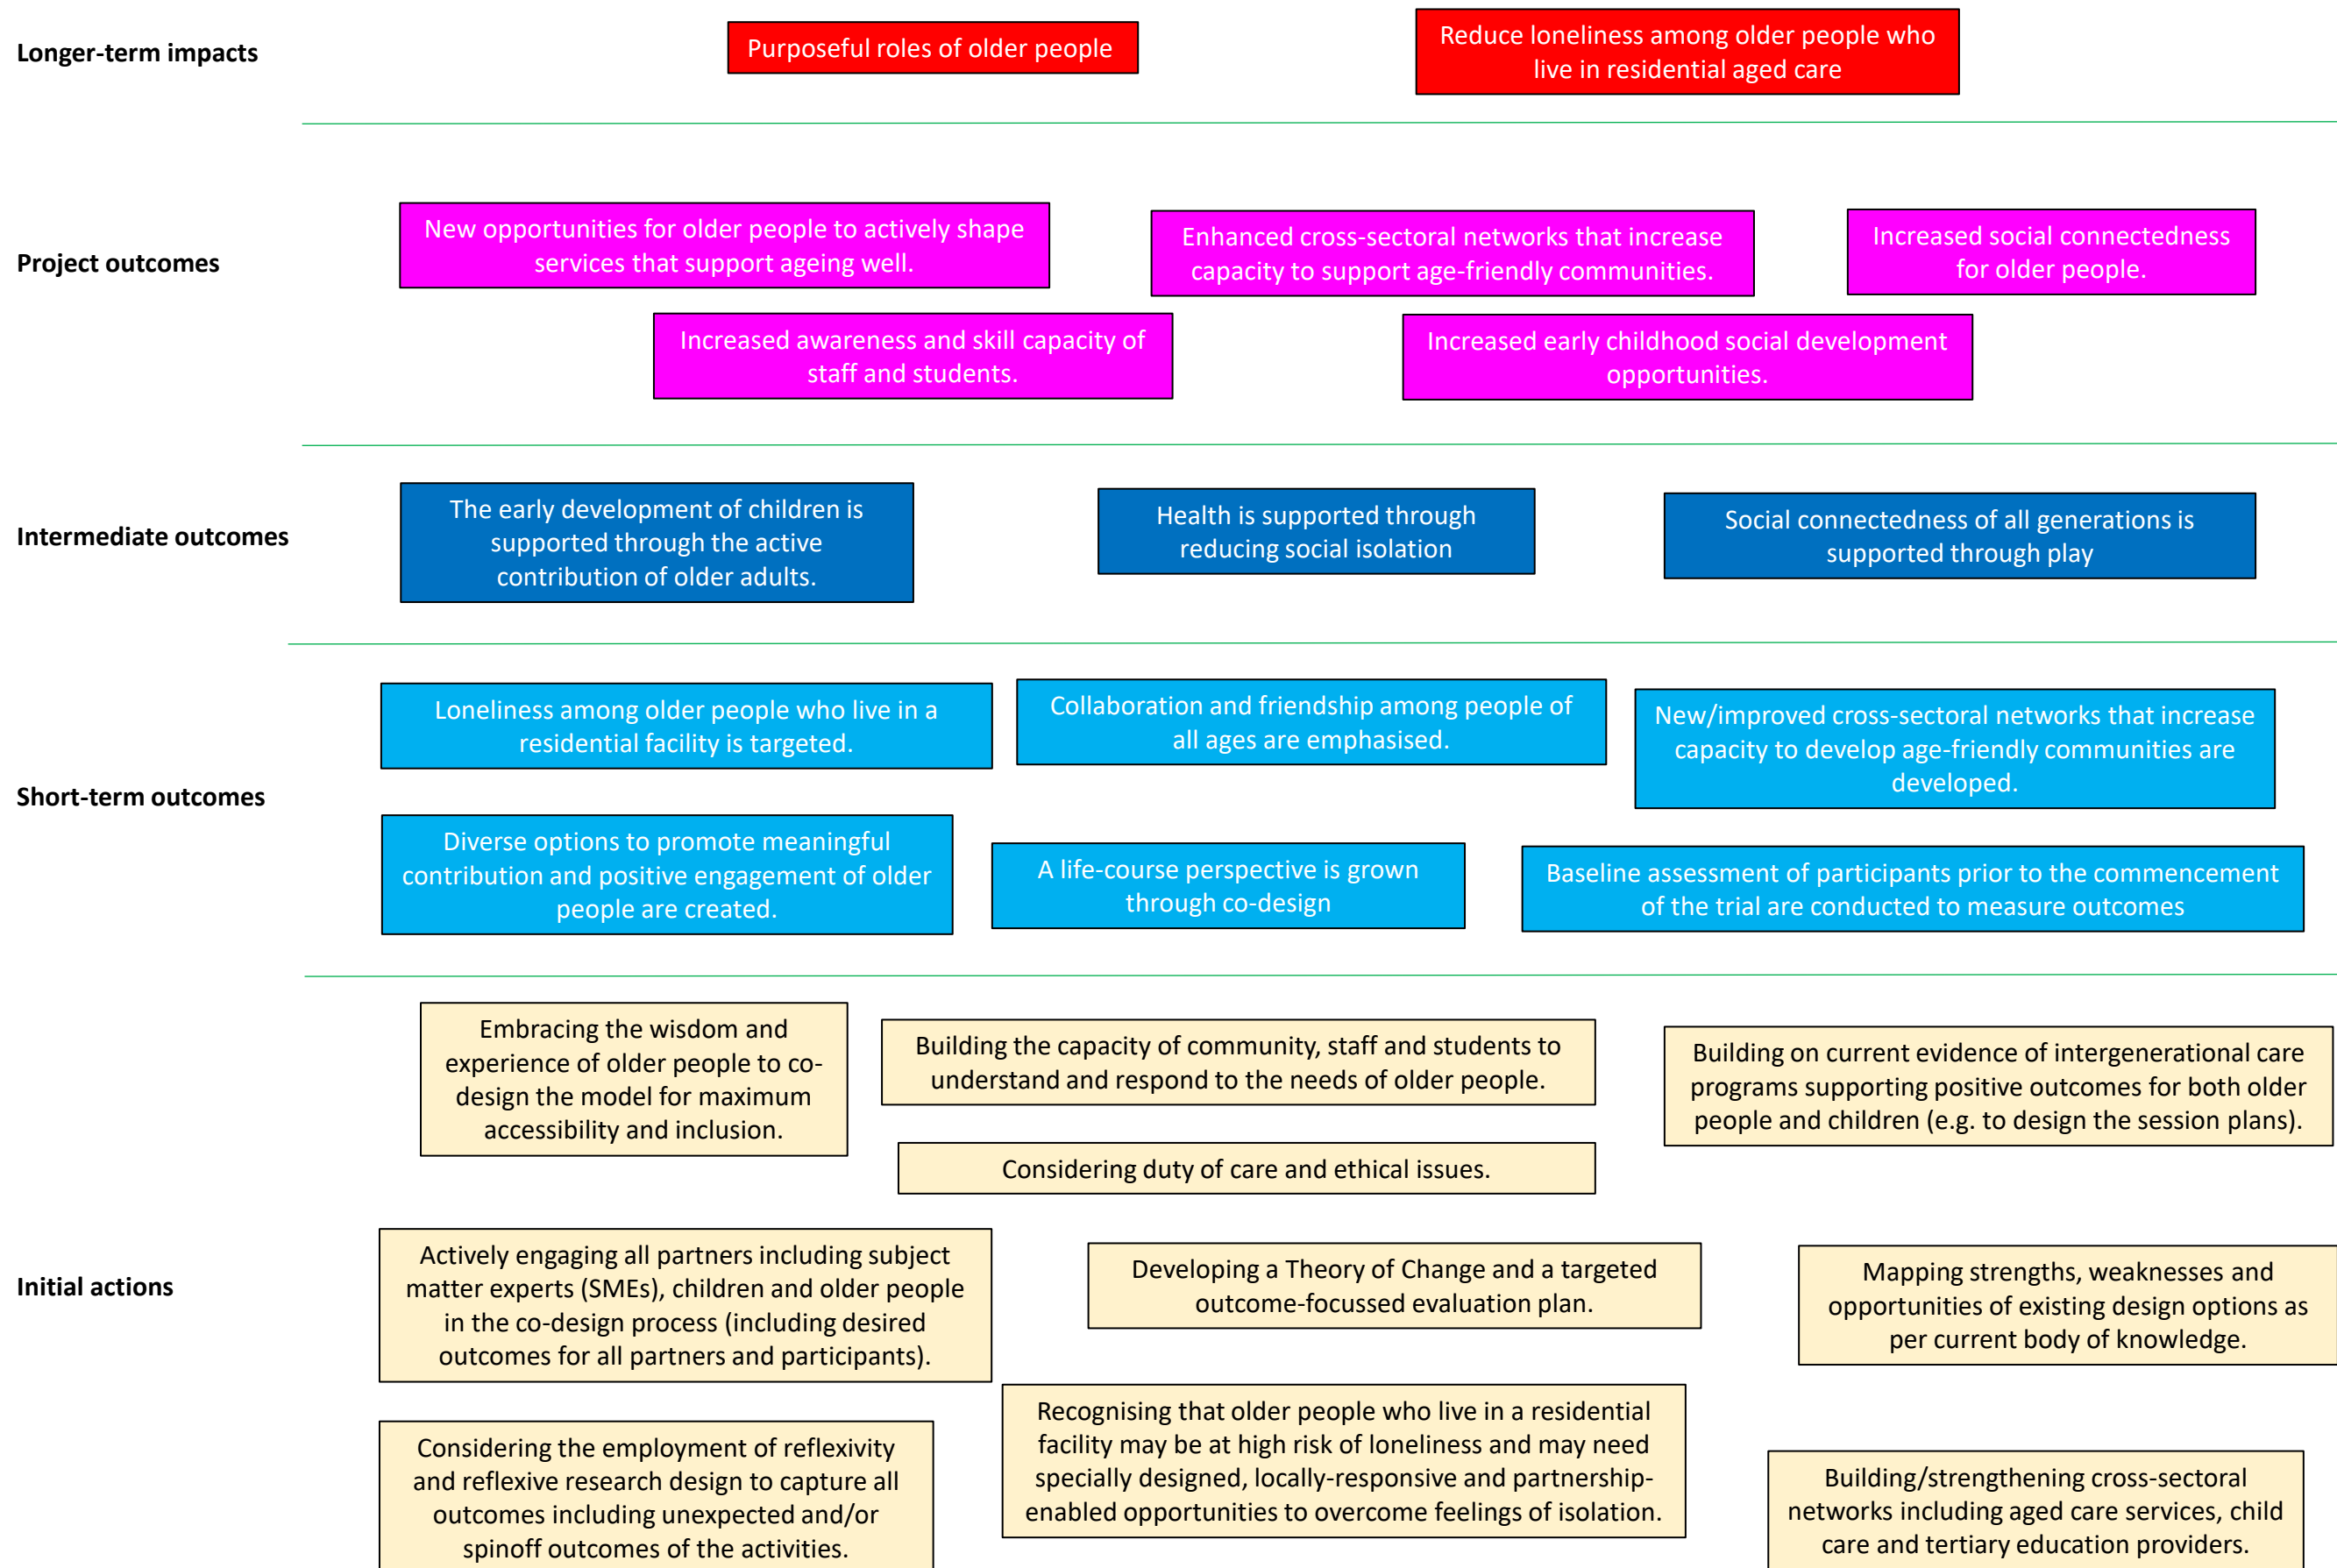 Longer-term impacts
Purposeful roles of older people
Reduce loneliness among older people who
live in residential aged care
Project outcomes
New opportunities for older people to actively shape
services that support ageing well.
Enhanced cross-sectoral networks that increase
capacity to support age-friendly communities.
Increased social connectedness
for older people.
Increased awareness and skill capacity of
staff and students.
Increased early childhood social development
opportunities.
Intermediate outcomes
The early development of children is
supported through the active
contribution of older adults.
Health is supported through
reducing social isolation
Social connectedness of all generations is
supported through play
Short-term outcomes
Loneliness among older people who live in a
residential facility is targeted.
Collaboration and friendship among people of
all ages are emphasised.
New/improved cross-sectoral networks that increase
capacity to develop age-friendly communities are
developed.
Diverse options to promote meaningful
contribution and positive engagement of older
people are created.
A life-course perspective is grown
through co-design
Baseline assessment of participants prior to the commencement
of the trial are conducted to measure outcomes
Initial actions
Embracing the wisdom and
experience of older people to co-
design the model for maximum
accessibility and inclusion.
Building the capacity of community, staff and students to
understand and respond to the needs of older people.
Building on current evidence of intergenerational care
programs supporting positive outcomes for both older
people and children (e.g. to design the session plans).
Considering duty of care and ethical issues.
Actively engaging all partners including subject
matter experts (SMEs), children and older people
in the co-design process (including desired
outcomes for all partners and participants).
Developing a Theory of Change and a targeted
outcome-focussed evaluation plan.
Mapping strengths, weaknesses and
opportunities of existing design options as
per current body of knowledge.
Considering the employment of reflexivity
and reflexive research design to capture all
outcomes including unexpected and/or
spinoff outcomes of the activities.
Recognising that older people who live in a residential
facility may be at high risk of loneliness and may need
specially designed, locally-responsive and partnership-
enabled opportunities to overcome feelings of isolation.
Building/strengthening cross-sectoral
networks including aged care services, child
care and tertiary education providers.